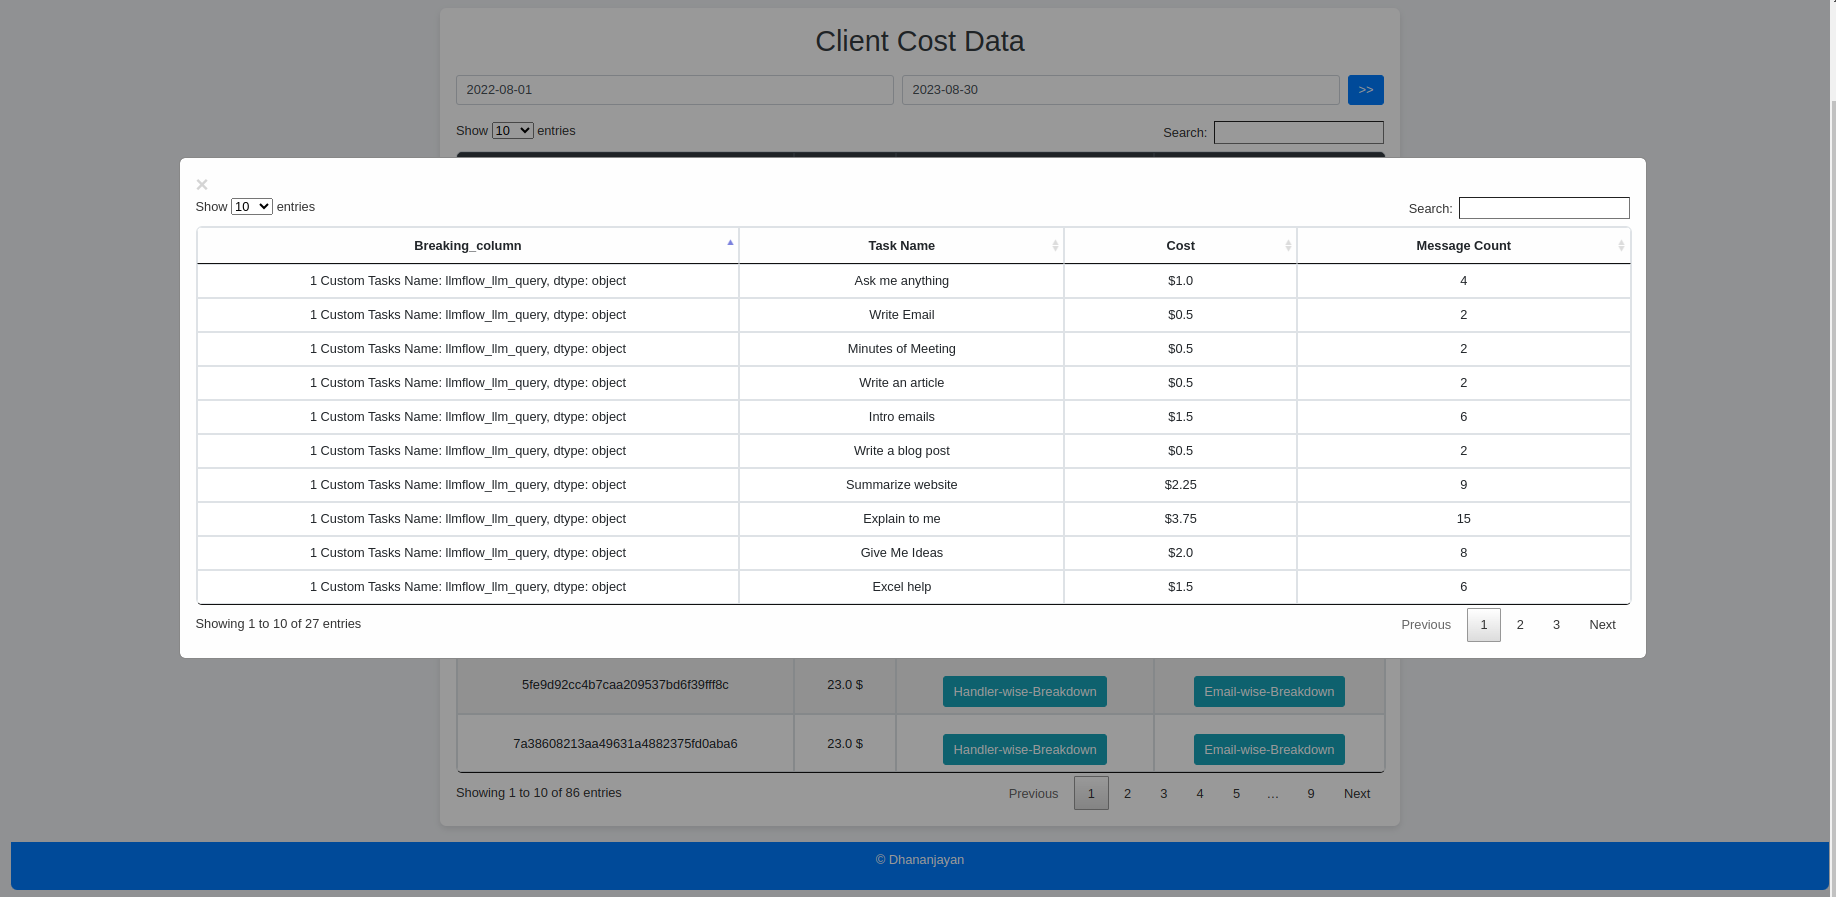 Client Cost Data
2022-08-01 2023-08-30 >>
Show 10 entries Search:
×
Show 10 entries Search:
Breaking_column Task Name Cost Message Count
1 Custom Tasks Name: llmflow_llm_query, dtype: object Ask me anything $1.0 4
1 Custom Tasks Name: llmflow_llm_query, dtype: object Write Email $0.5 2
1 Custom Tasks Name: llmflow_llm_query, dtype: object Minutes of Meeting $0.5 2
1 Custom Tasks Name: llmflow_llm_query, dtype: object Write an article $0.5 2
1 Custom Tasks Name: llmflow_llm_query, dtype: object Intro emails $1.5 6
1 Custom Tasks Name: llmflow_llm_query, dtype: object Write a blog post $0.5 2
1 Custom Tasks Name: llmflow_llm_query, dtype: object Summarize website $2.25 9
1 Custom Tasks Name: llmflow_llm_query, dtype: object Explain to me $3.75 15
1 Custom Tasks Name: llmflow_llm_query, dtype: object Give Me Ideas $2.0 8
1 Custom Tasks Name: llmflow_llm_query, dtype: object Excel help $1.5 6
Showing 1 to 10 of 27 entries Previous 1 2 3 Next
5fe9d92cc4b7caa209537bd6f39fff8c 23.0 $ Handler-wise-Breakdown Email-wise-Breakdown
7a38608213aa49631a4882375fd0aba6 23.0 $ Handler-wise-Breakdown Email-wise-Breakdown
Showing 1 to 10 of 86 entries Previous 1 2 3 4 5 … 9 Next
© Dhananjayan